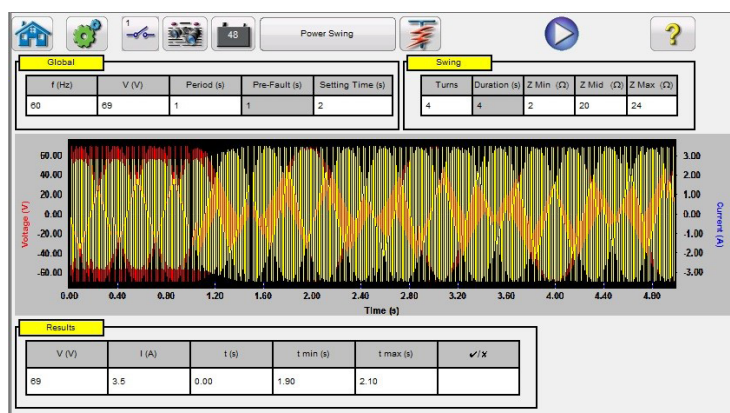 1
48
Power Swing
?
Global
Swing
f (Hz) V (V) Period (s) Pre-Fault (s) Setting Time (s)
Turns Duration (s) Z Min (Ω) Z Mid (Ω) Z Max (Ω)
60 69 1 1 2
4 4 2 20 24
60.00 3.00
40.00 2.00
20.00 1.00
0.00 0.00
-20.00 -1.00
-40.00 -2.00
-60.00 -3.00
Voltage (V)
Current (A)
0.00 0.40 0.80 1.20 1.60 2.00 2.40 2.80 3.20 3.60 4.00 4.40 4.80
Time (s)
Results
V (V) I (A) t (s) t min (s) t max (s) ✓/✗
69 3.5 0.00 1.90 2.10